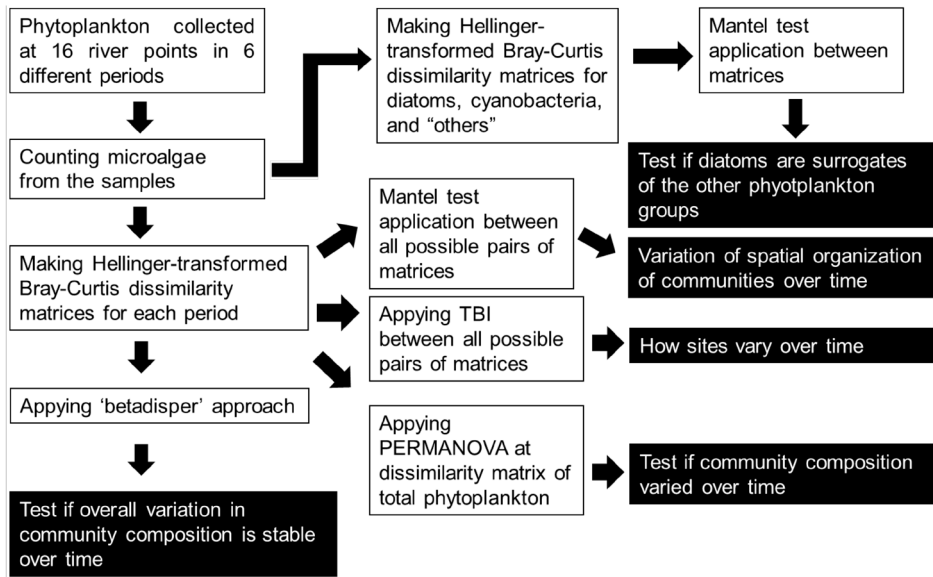 Phytoplankton collected
at 16 river points in 6
different periods
Counting microalgae
from the samples
Making Hellinger-transformed
Bray-Curtis dissimilarity
matrices for each period
Appying ‘betadisper’ approach
Test if overall variation in
community composition is stable
over time
Making Hellinger-
transformed Bray-Curtis
dissimilarity matrices for
diatoms, cyanobacteria,
and “others”
Mantel test
application between
matrices
Test if diatoms are surrogates
of the other phyotplankton
groups
Mantel test
application between
all possible pairs of
matrices
Variation of spatial organization
of communities over time
Appying TBI
between all possible
pairs of matrices
How sites vary over time
Appying
PERMANOVA at
dissimilarity matrix of
total phytoplankton
Test if community composition
varied over time